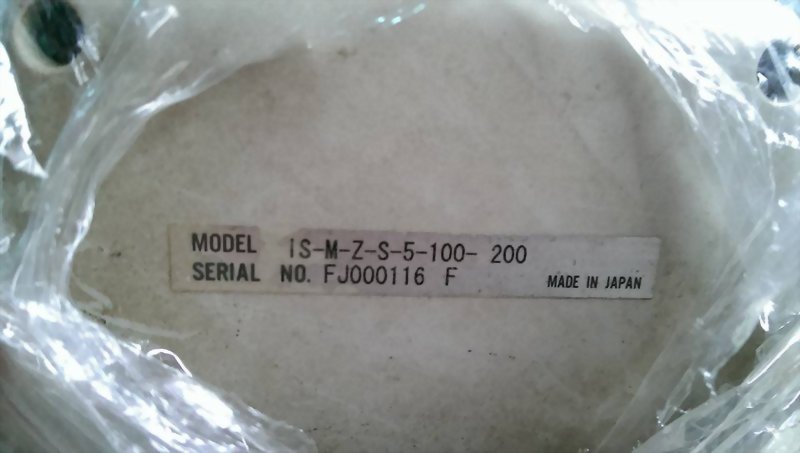 MODEL IS-M-Z-S-5-100- 200
SERIAL NO. FJ000116 F MADE IN JAPAN